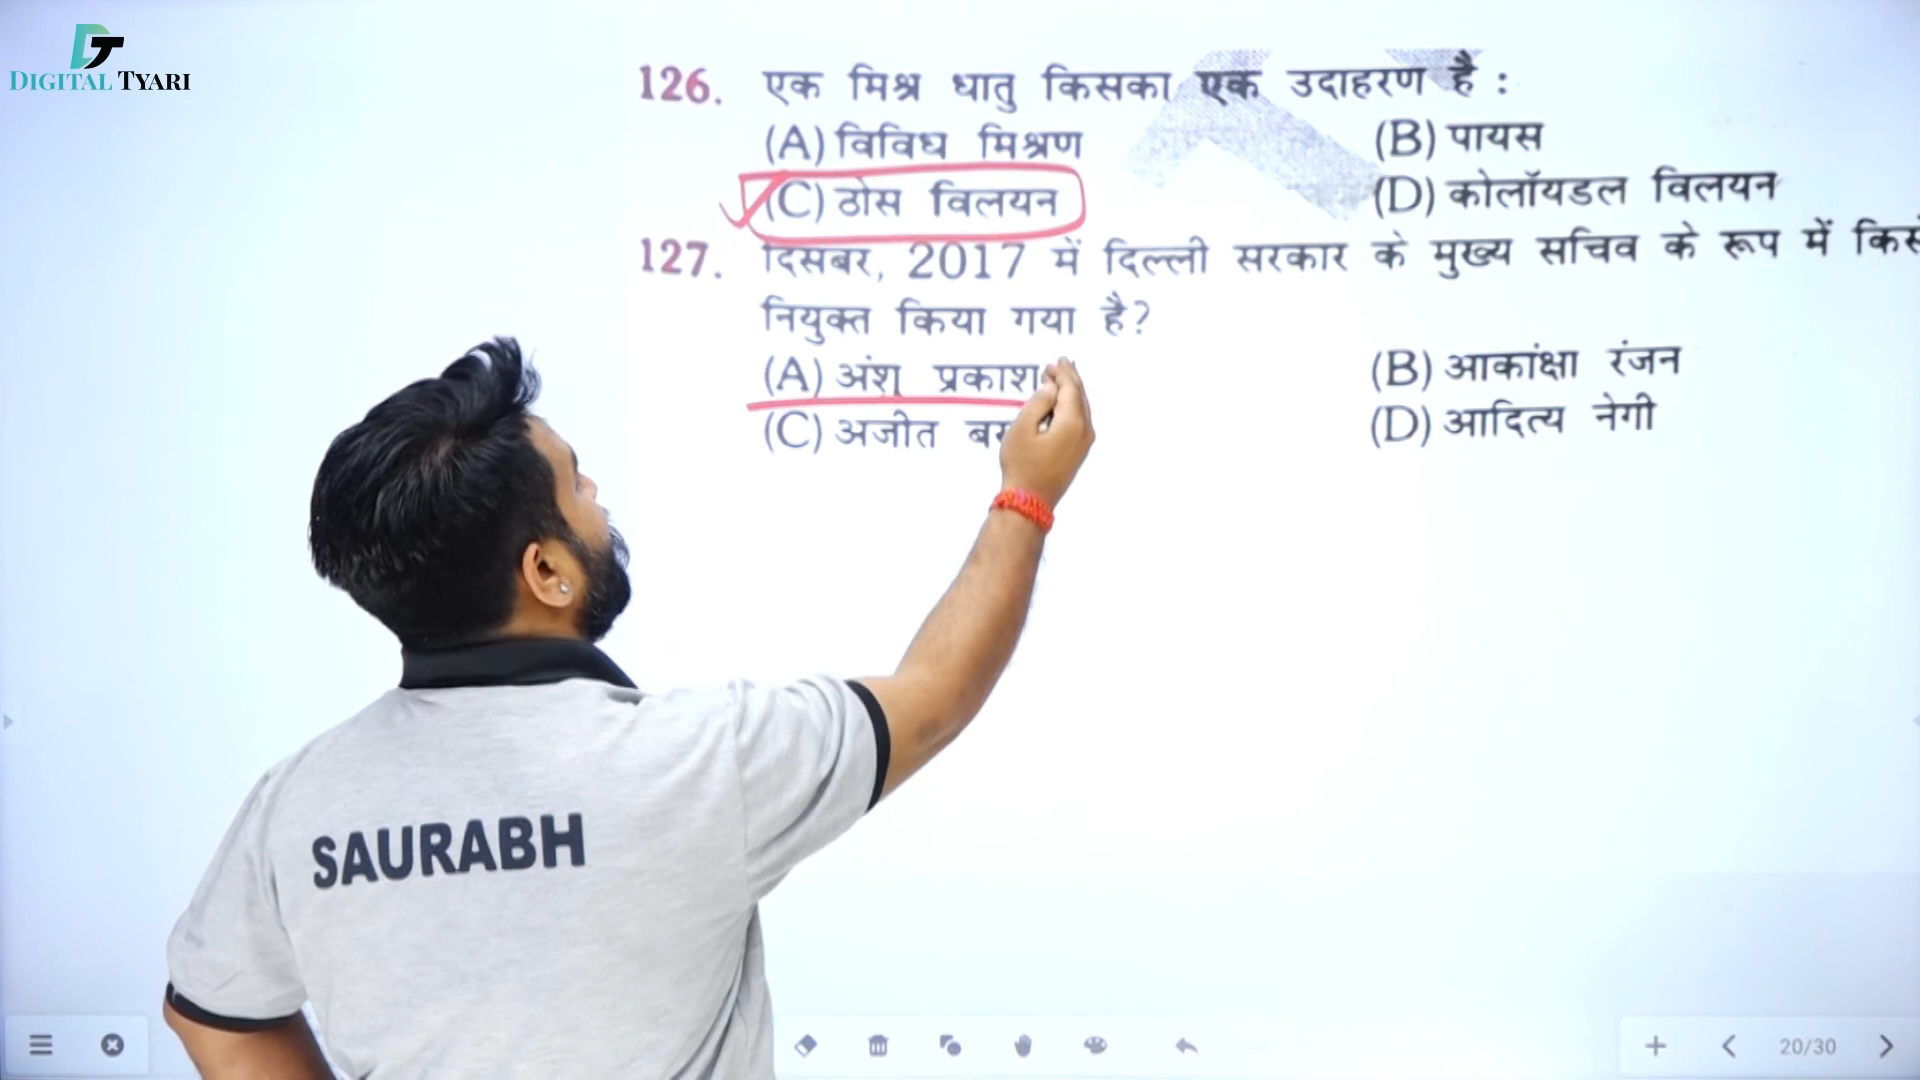 DIGITAL TYARI
126. एक मिश्र धातु किसका एक उदाहरण है :
(A) विविध मिश्रण (B) पायस
(C) ठोस विलयन (D) कोलॉयडल विलयन
127. दिसबर, 2017 में दिल्ली सरकार के मुख्य सचिव के रूप में
नियुक्त किया गया है?
(A) अंशु प्रकाश (B) आकांक्षा रंजन
(C) अजीत (D) आदित्य नेगी
SAURABH
20/30